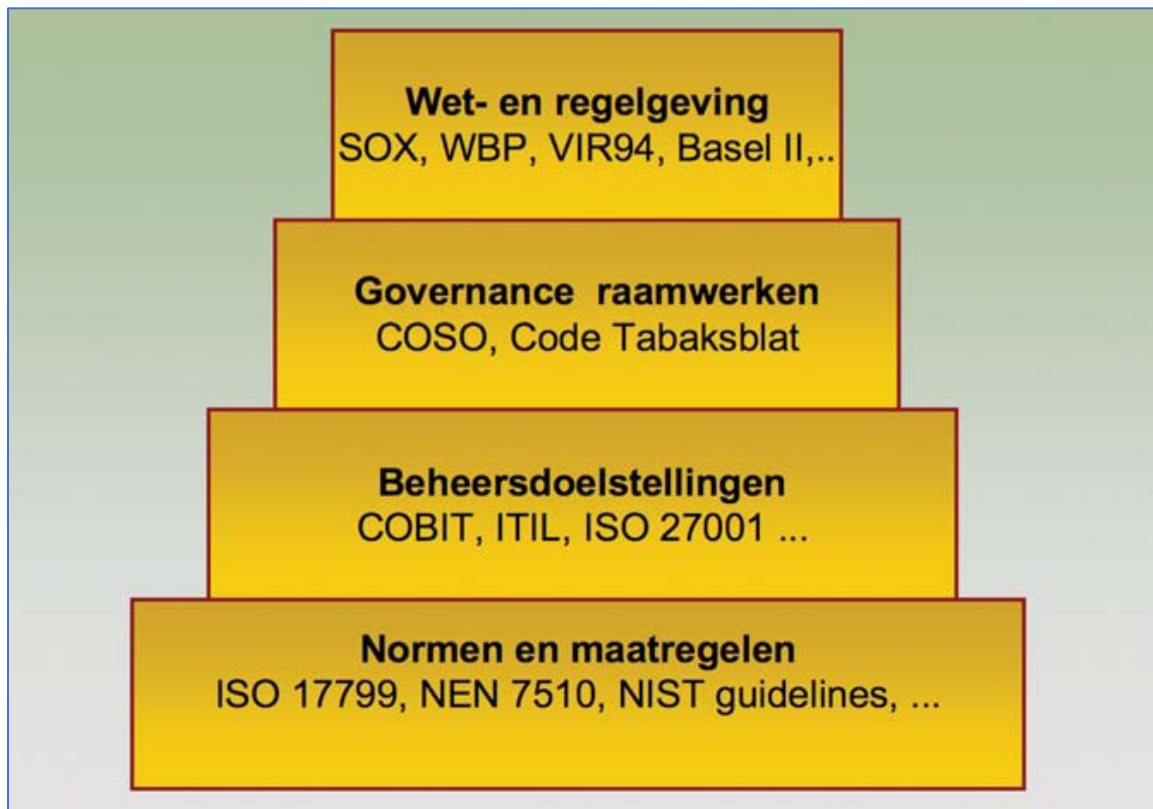 Wet- en regelgeving
SOX, WBP, VIR94, Basel II,..
Governance raamwerken
COSO, Code Tabaksblat
Beheersdoelstellingen
COBIT, ITIL, ISO 27001 ...
Normen en maatregelen
ISO 17799, NEN 7510, NIST guidelines, ...